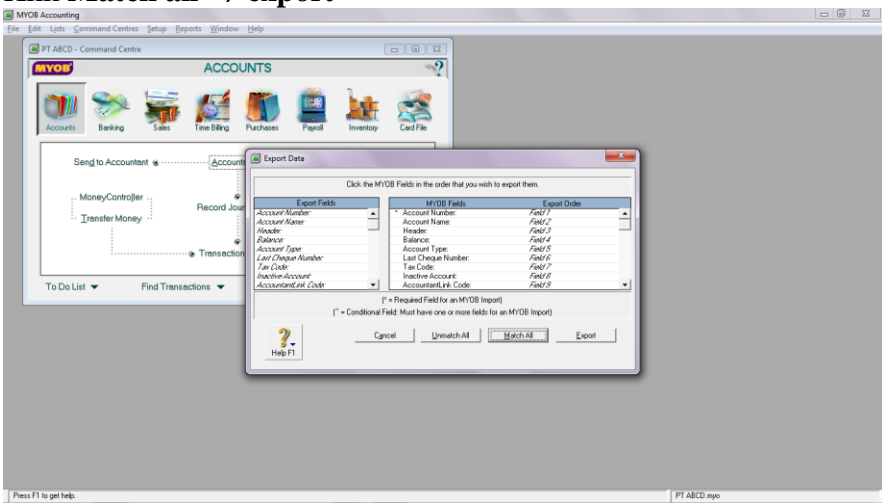 MYOB Accounting
File Edit Lists Command Centres Setup Reports Window Help
PT ABCD - Command Centre
MYOB ACCOUNTS
Accounts Banking Sales Time Billing Purchases Payroll Inventory Card File
Send to Accountant
MoneyController
Record Jour
Transfer Money
Transaction
To Do List Find Transactions
Export Data
Click the MYOB Fields in the order that you wish to export them.
Export Fields MYOB Fields Export Order
Account Number: * Account Number: Field 1
Account Name: Account Name: Field 2
Header: Header: Field 3
Balance: Balance: Field 4
Account Type: Account Type: Field 5
Last Cheque Number: Last Cheque Number: Field 6
Tax Code: Tax Code: Field 7
Inactive Account: Inactive Account: Field 8
AccountantLink Code: AccountantLink Code: Field 9
(* = Required Field for an MYOB Import)
(^ = Conditional Field: Must have one or more fields for an MYOB Import)
Help F1 Cancel Unmatch All Match All Export
Press F1 to get help. PT ABCD.myo